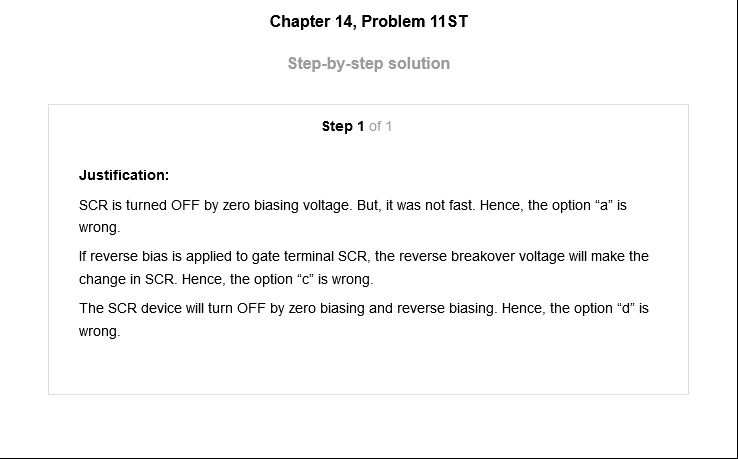 Chapter 14, Problem 11ST
Step-by-step solution
Step 1 of 1
Justification:
SCR is turned OFF by zero biasing voltage. But, it was not fast. Hence, the option “a” is
wrong.
If reverse bias is applied to gate terminal SCR, the reverse breakover voltage will make the
change in SCR. Hence, the option “c” is wrong.
The SCR device will turn OFF by zero biasing and reverse biasing. Hence, the option “d” is
wrong.